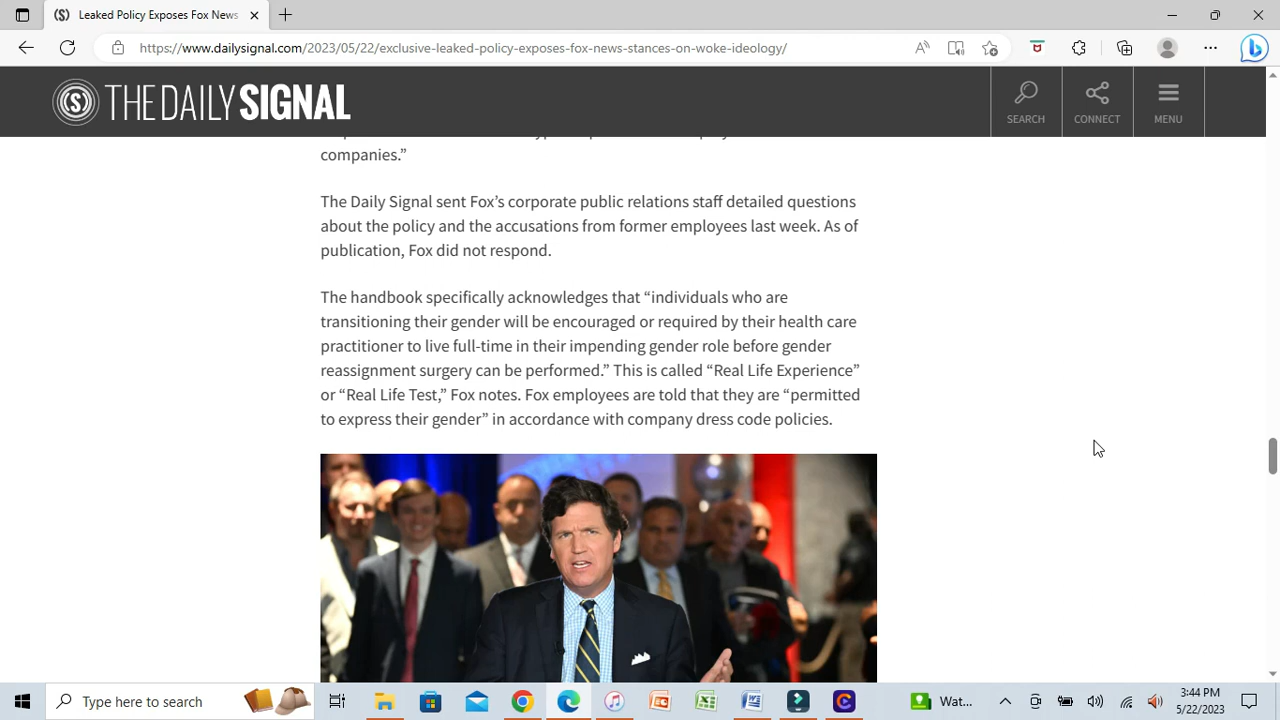 Leaked Policy Exposes Fox News
https://www.dailysignal.com/2023/05/22/exclusive-leaked-policy-exposes-fox-news-stances-on-woke-ideology/
THE DAILY SIGNAL
SEARCH
CONNECT
MENU
companies.”
The Daily Signal sent Fox’s corporate public relations staff detailed questions
about the policy and the accusations from former employees last week. As of
publication, Fox did not respond.
The handbook specifically acknowledges that “individuals who are
transitioning their gender will be encouraged or required by their health care
practitioner to live full-time in their impending gender role before gender
reassignment surgery can be performed.” This is called “Real Life Experience”
or “Real Life Test,” Fox notes. Fox employees are told that they are “permitted
to express their gender” in accordance with company dress code policies.
Type here to search
Wat...
3:44 PM
5/22/2023